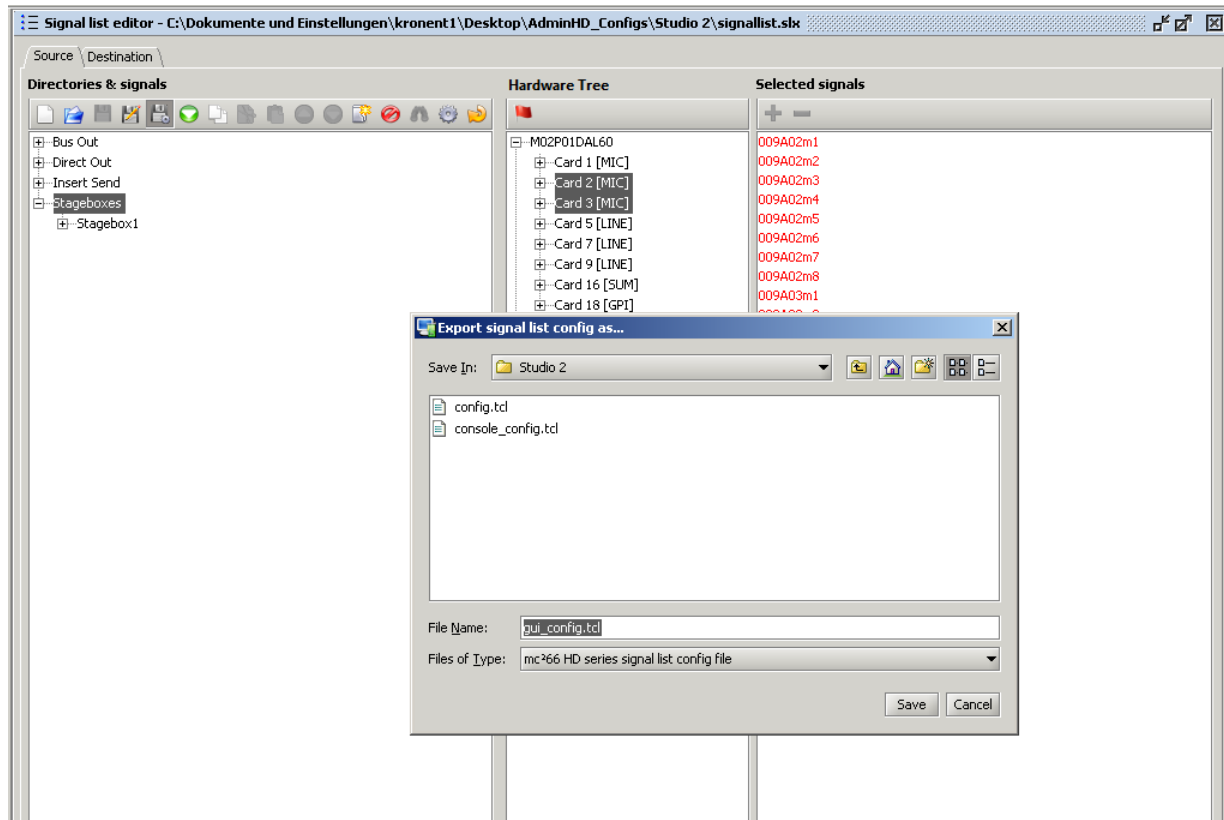 Signal list editor - C:\Dokumente und Einstellungen\kronent1\Desktop\AdminHD_Configs\Studio 2\signallist.slx
Source Destination
Directories & signals
Hardware Tree
Selected signals
Bus Out
Direct Out
Insert Send
Stageboxes
Stagebox1
M02P01DAL60
Card 1 [MIC]
Card 2 [MIC]
Card 3 [MIC]
Card 5 [LINE]
Card 7 [LINE]
Card 9 [LINE]
Card 16 [SUM]
Card 18 [GPI]
009A02m1
009A02m2
009A02m3
009A02m4
009A02m5
009A02m6
009A02m7
009A02m8
009A03m1
Export signal list config as...
Save In: Studio 2
config.tcl
console_config.tcl
File Name: gui_config.tcl
Files of Type: mc²66 HD series signal list config file
Save Cancel